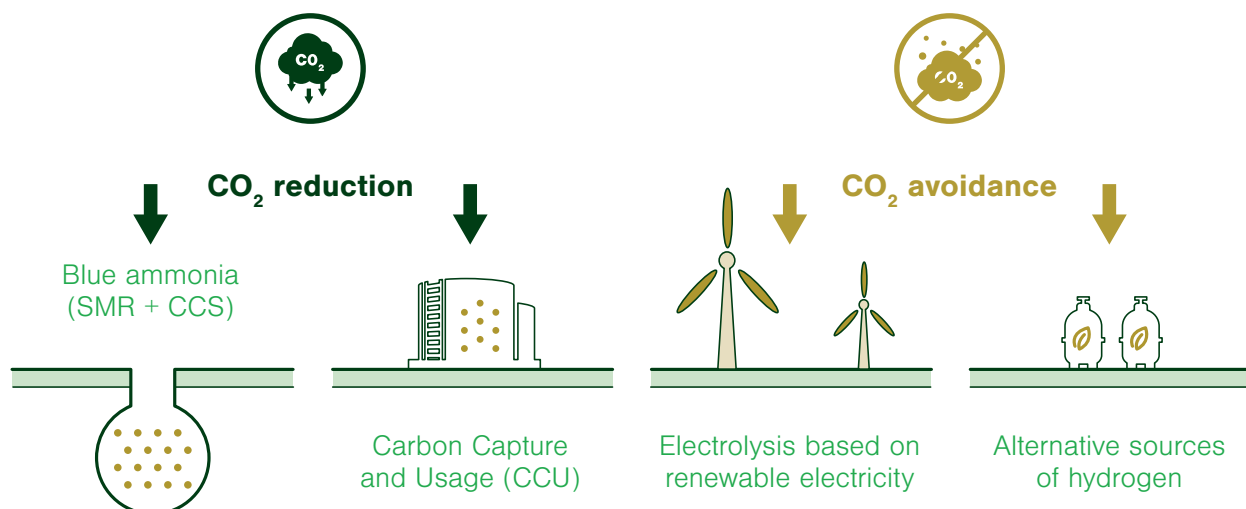 CO₂
CO₂
CO₂ reduction
CO₂ avoidance
Blue ammonia
(SMR + CCS)
Carbon Capture
and Usage (CCU)
Electrolysis based on
renewable electricity
Alternative sources
of hydrogen